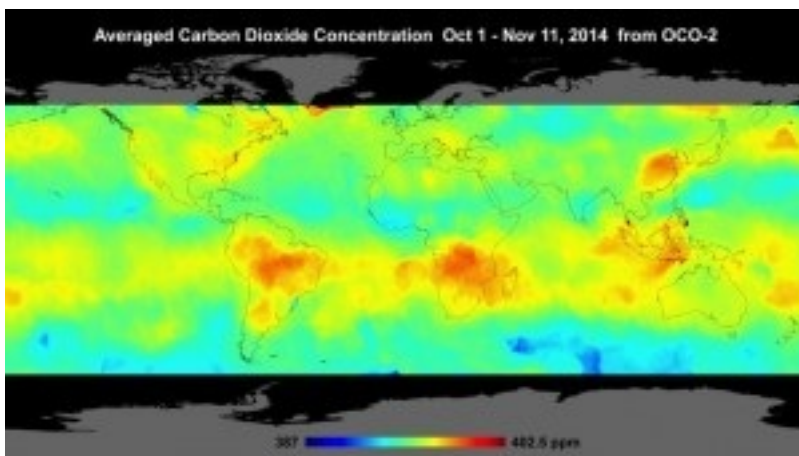 Averaged Carbon Dioxide Concentration Oct 1 - Nov 11, 2014 from OCO-2
387 402.5 ppm